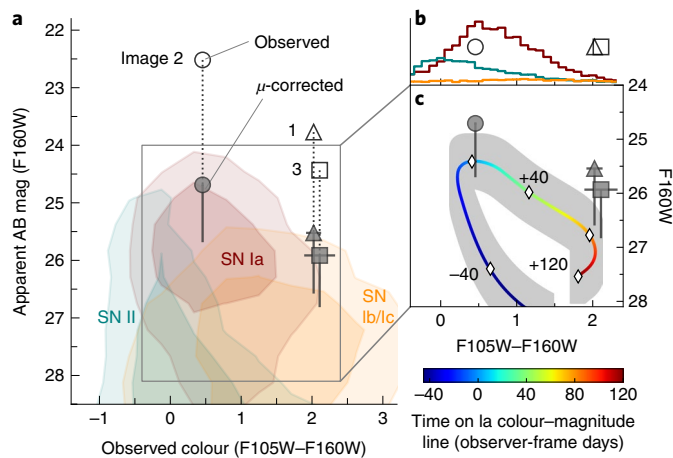 a
22
23
24
25
26
27
28
Apparent AB mag (F160W)
Image 2
Observed
μ-corrected
1
3
SN Ia
SN II
SN
Ib/Ic
−1
0
1
2
3
Observed colour (F105W–F160W)
b
24
c
25
26
27
28
F160W
+40
−40
+120
0
1
2
F105W–F160W
−40
0
40
80
120
Time on Ia colour–magnitude
line (observer-frame days)